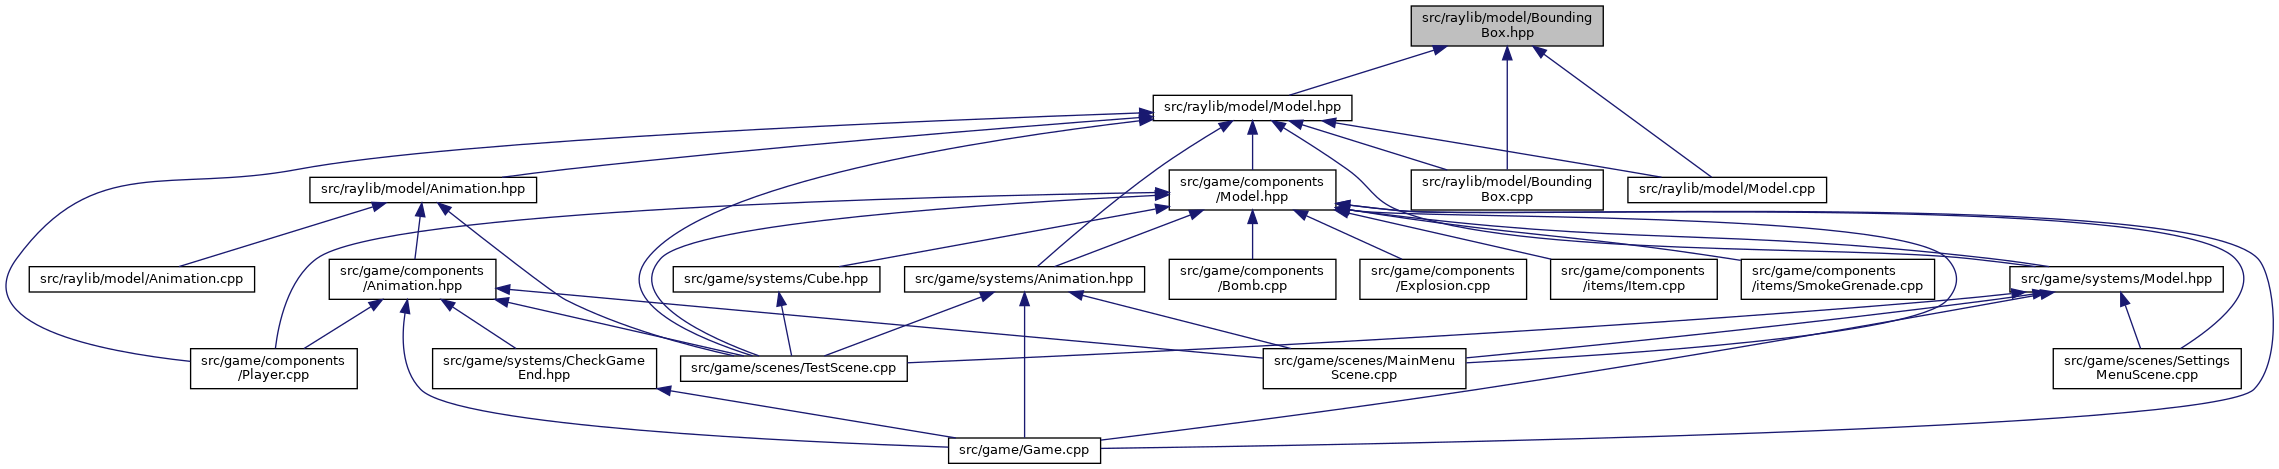 src/raylib/model/Bounding
Box.hpp
src/raylib/model/Model.hpp
src/raylib/model/Animation.hpp
src/game/components
/Model.hpp
src/raylib/model/Bounding
Box.cpp
src/raylib/model/Model.cpp
src/raylib/model/Animation.cpp
src/game/components
/Animation.hpp
src/game/systems/Cube.hpp
src/game/systems/Animation.hpp
src/game/components
/Bomb.cpp
src/game/components
/Explosion.cpp
src/game/components
/items/Item.cpp
src/game/components
/items/SmokeGrenade.cpp
src/game/systems/Model.hpp
src/game/components
/Player.cpp
src/game/systems/CheckGame
End.hpp
src/game/scenes/TestScene.cpp
src/game/scenes/MainMenu
Scene.cpp
src/game/scenes/Settings
MenuScene.cpp
src/game/Game.cpp